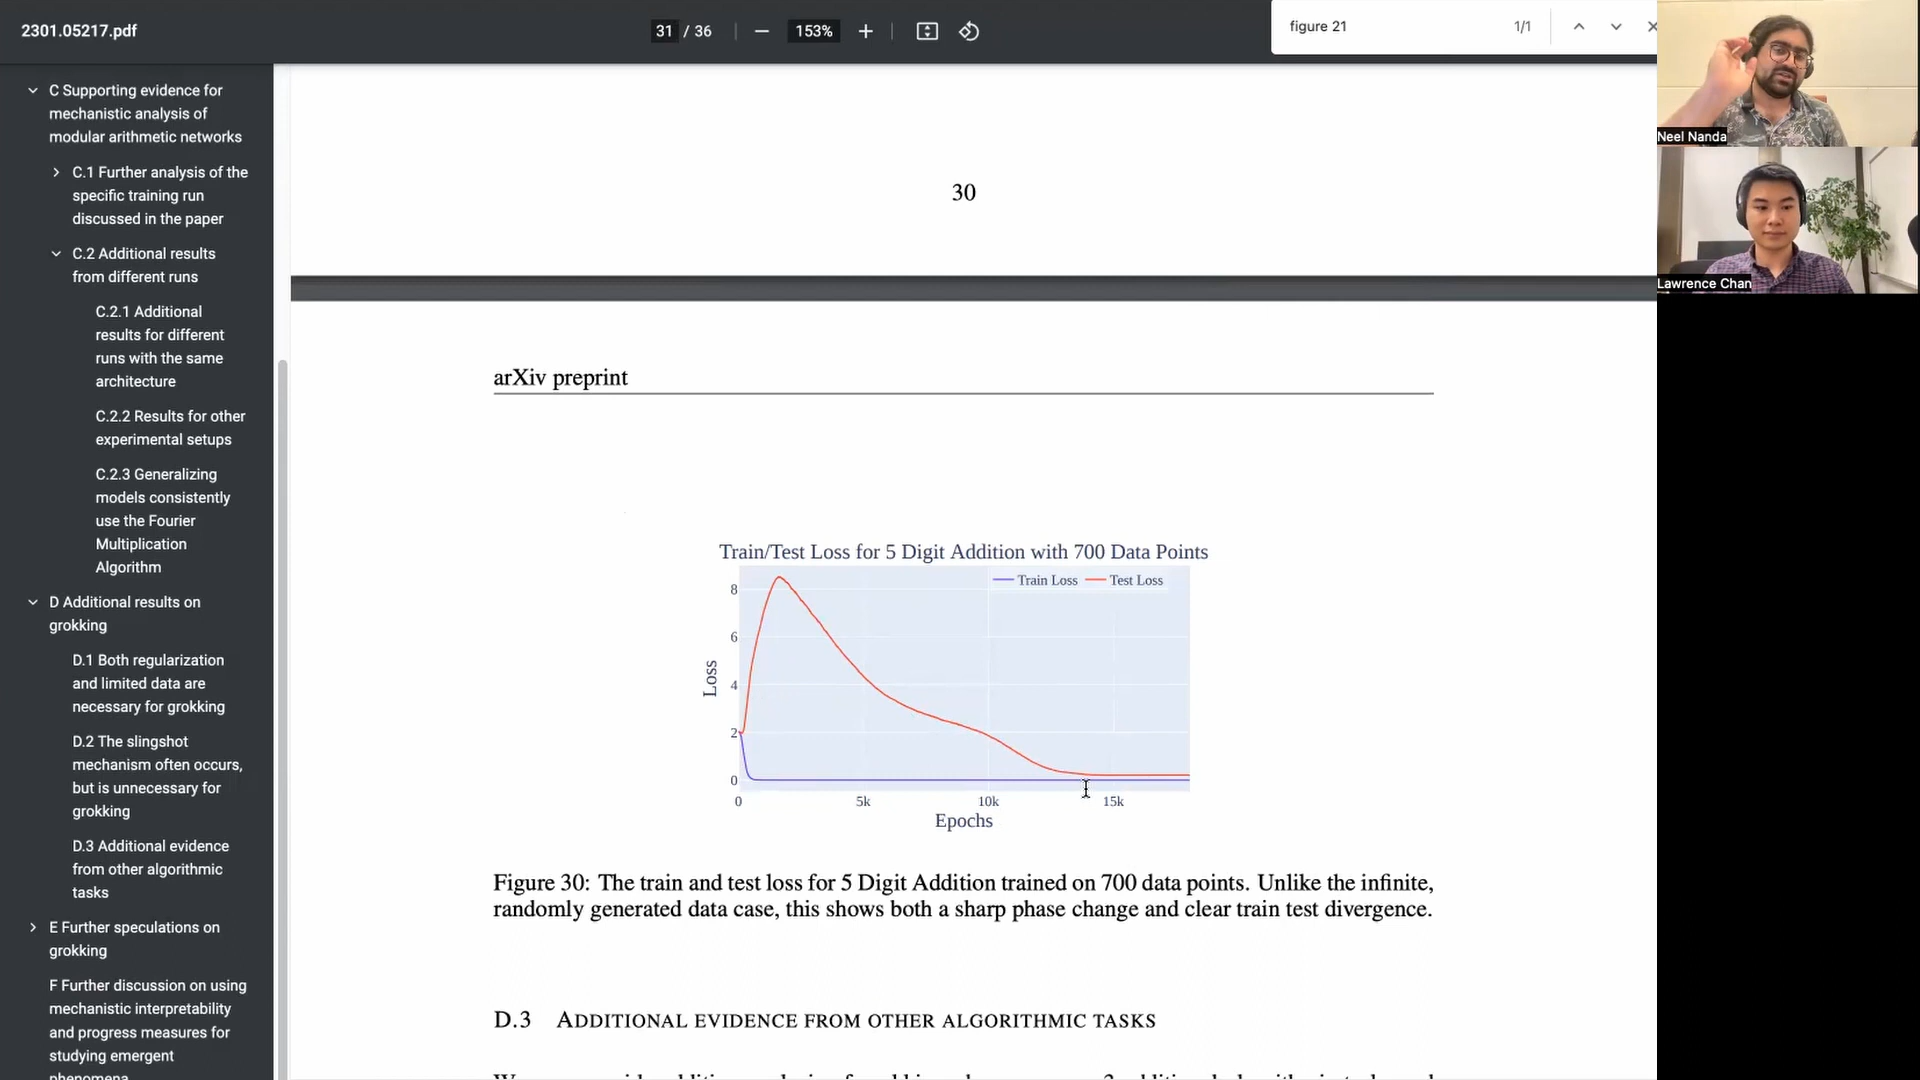 2301.05217.pdf
31 / 36
153%
figure 21
1/1
Neel Nanda
Lawrence Chan
C Supporting evidence for
mechanistic analysis of
modular arithmetic networks
C.1 Further analysis of the
specific training run
discussed in the paper
C.2 Additional results
from different runs
C.2.1 Additional
results for different
runs with the same
architecture
C.2.2 Results for other
experimental setups
C.2.3 Generalizing
models consistently
use the Fourier
Multiplication
Algorithm
D Additional results on
grokking
D.1 Both regularization
and limited data are
necessary for grokking
D.2 The slingshot
mechanism often occurs,
but is unnecessary for
grokking
D.3 Additional evidence
from other algorithmic
tasks
E Further speculations on
grokking
F Further discussion on using
mechanistic interpretability
and progress measures for
studying emergent
phenomena
30
arXiv preprint
Train/Test Loss for 5 Digit Addition with 700 Data Points
Train Loss
Test Loss
8
6
4
2
0
Loss
0
5k
10k
15k
Epochs
Figure 30: The train and test loss for 5 Digit Addition trained on 700 data points. Unlike the infinite,
randomly generated data case, this shows both a sharp phase change and clear train test divergence.
D.3 ADDITIONAL EVIDENCE FROM OTHER ALGORITHMIC TASKS